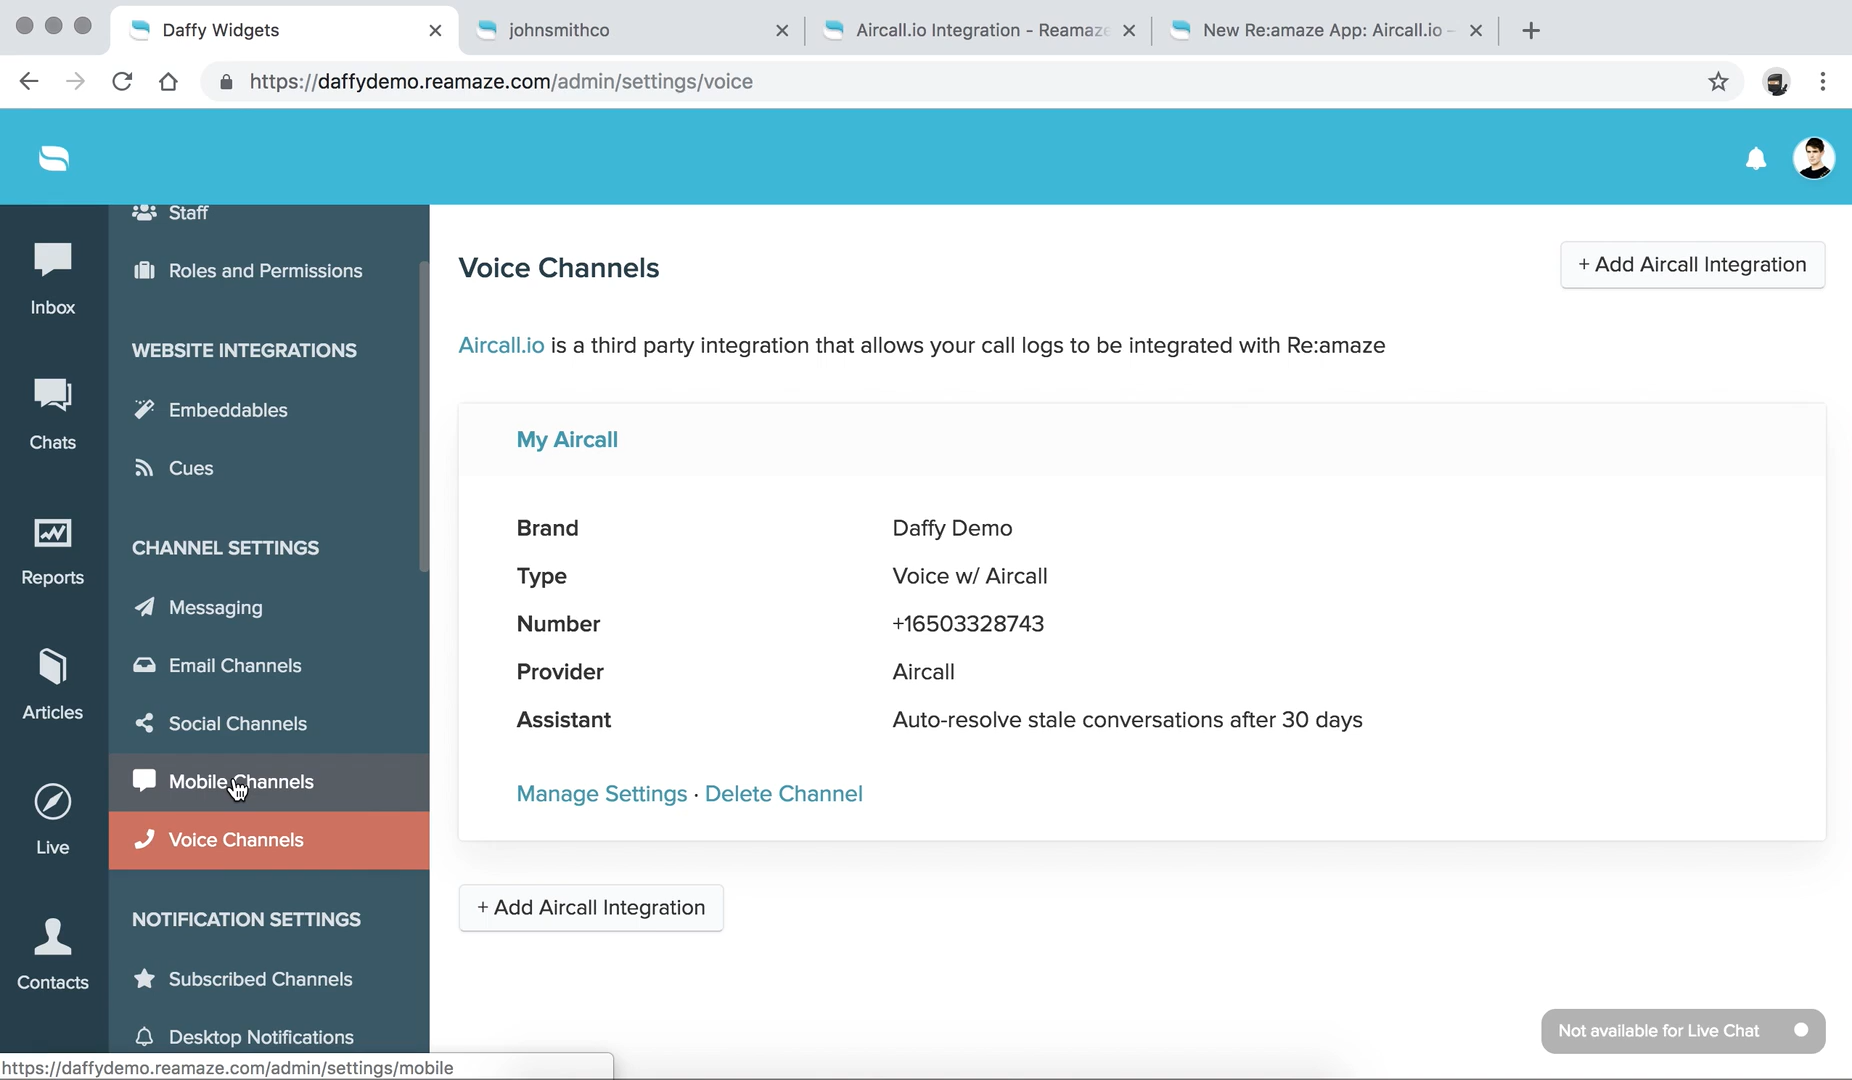 Daffy Widgets
johnsmithco
Aircall.io Integration - Reamaze
New Re:amaze App: Aircall.io -
https://daffydemo.reamaze.com/admin/settings/voice
Inbox
Chats
Reports
Articles
Live
Contacts
Staff
Roles and Permissions
WEBSITE INTEGRATIONS
Embeddables
Cues
CHANNEL SETTINGS
Messaging
Email Channels
Social Channels
Mobile Channels
Voice Channels
NOTIFICATION SETTINGS
Subscribed Channels
Desktop Notifications
Voice Channels
+ Add Aircall Integration
Aircall.io is a third party integration that allows your call logs to be integrated with Re:amaze
My Aircall
Brand Daffy Demo
Type Voice w/ Aircall
Number +16503328743
Provider Aircall
Assistant Auto-resolve stale conversations after 30 days
Manage Settings · Delete Channel
+ Add Aircall Integration
Not available for Live Chat
https://daffydemo.reamaze.com/admin/settings/mobile